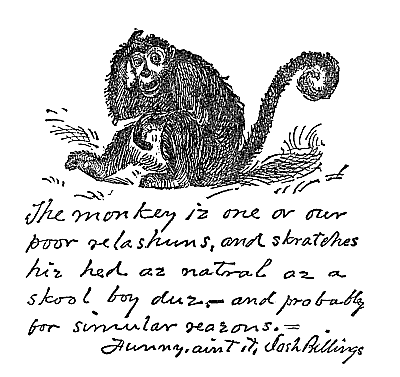 The monkey iz one ov our
poor relashuns, and skratches
hiz hed az natral az a
skool boy duz,— and probably
for simular reazons.=
Funny, aint it, Josh Billings